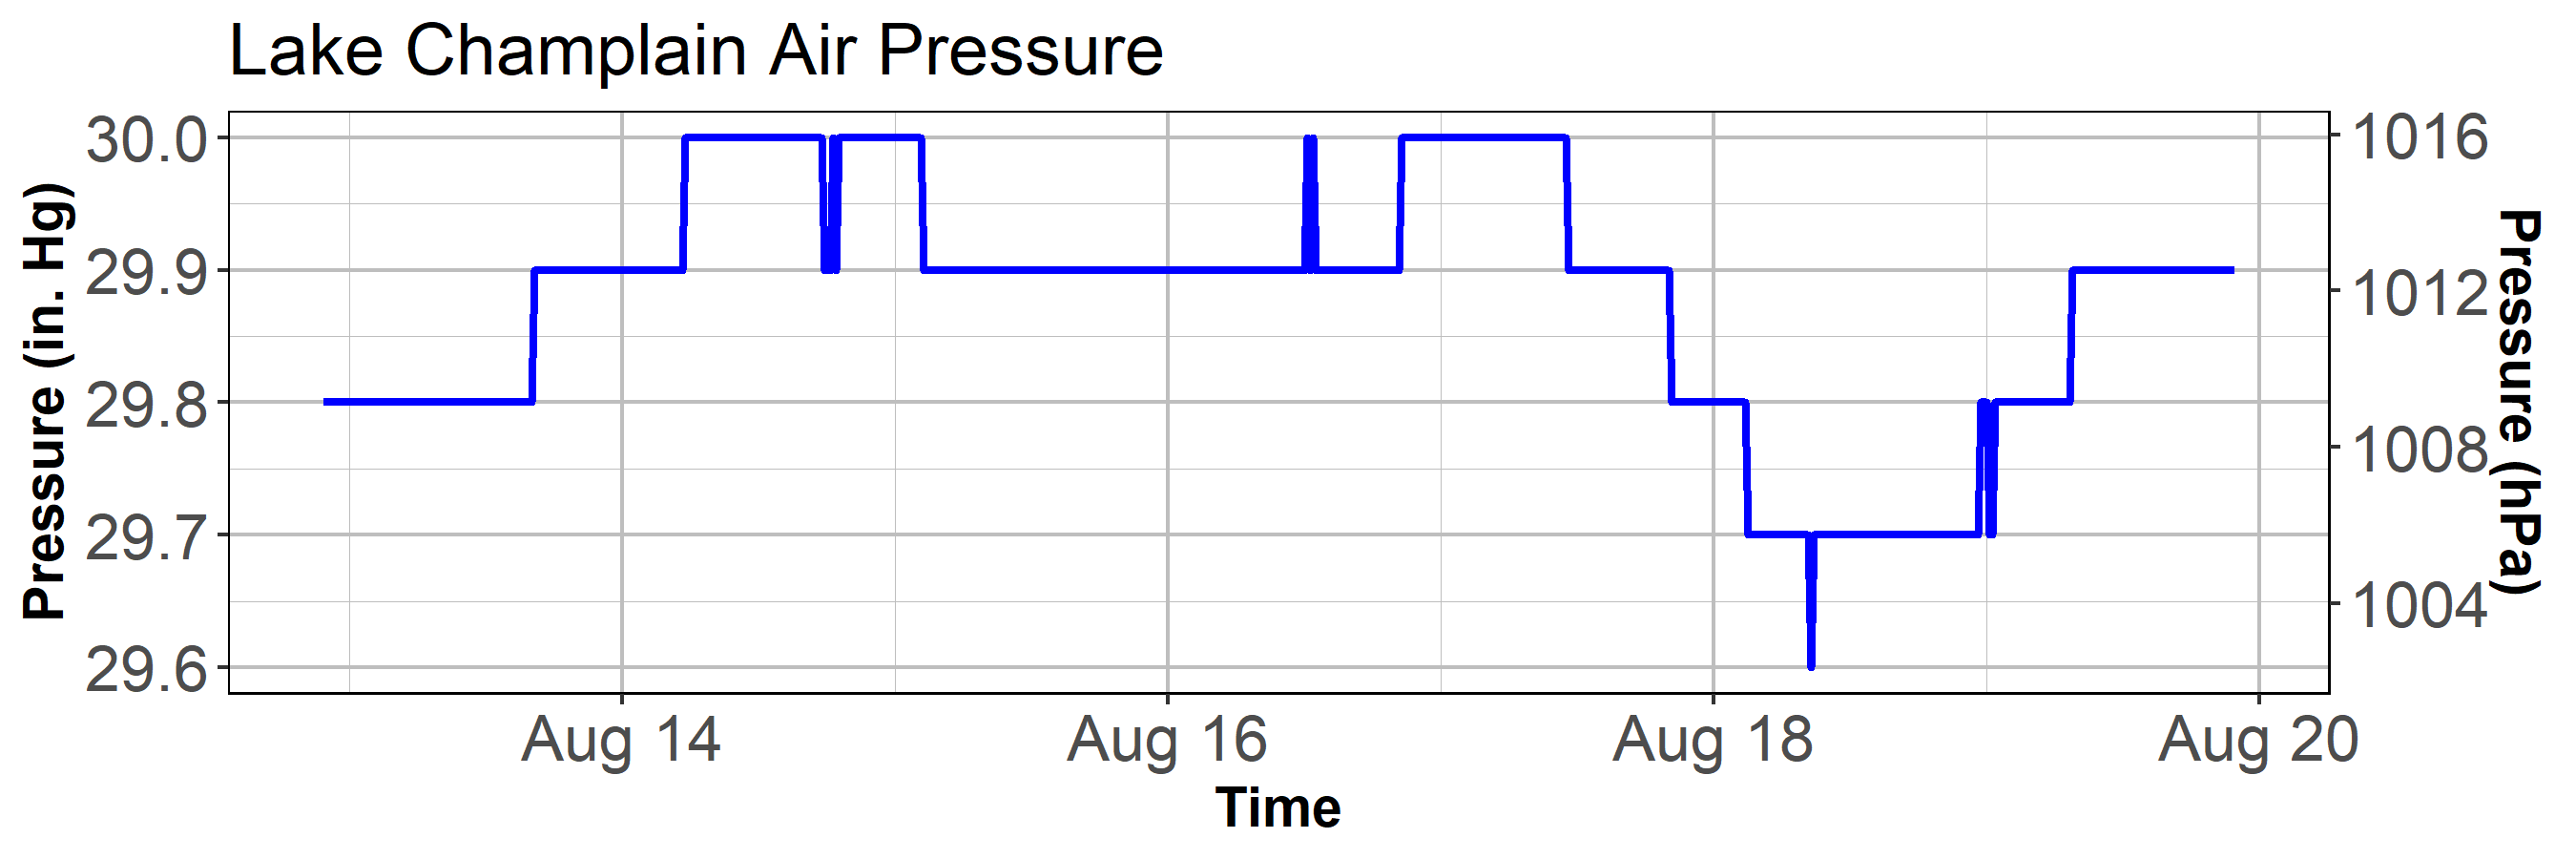 Lake Champlain Air Pressure
30.0
29.9
29.8
29.7
29.6
Pressure (in. Hg)
1016
1012
1008
1004
Pressure (hPa)
Aug 14 Aug 16 Aug 18 Aug 20
Time